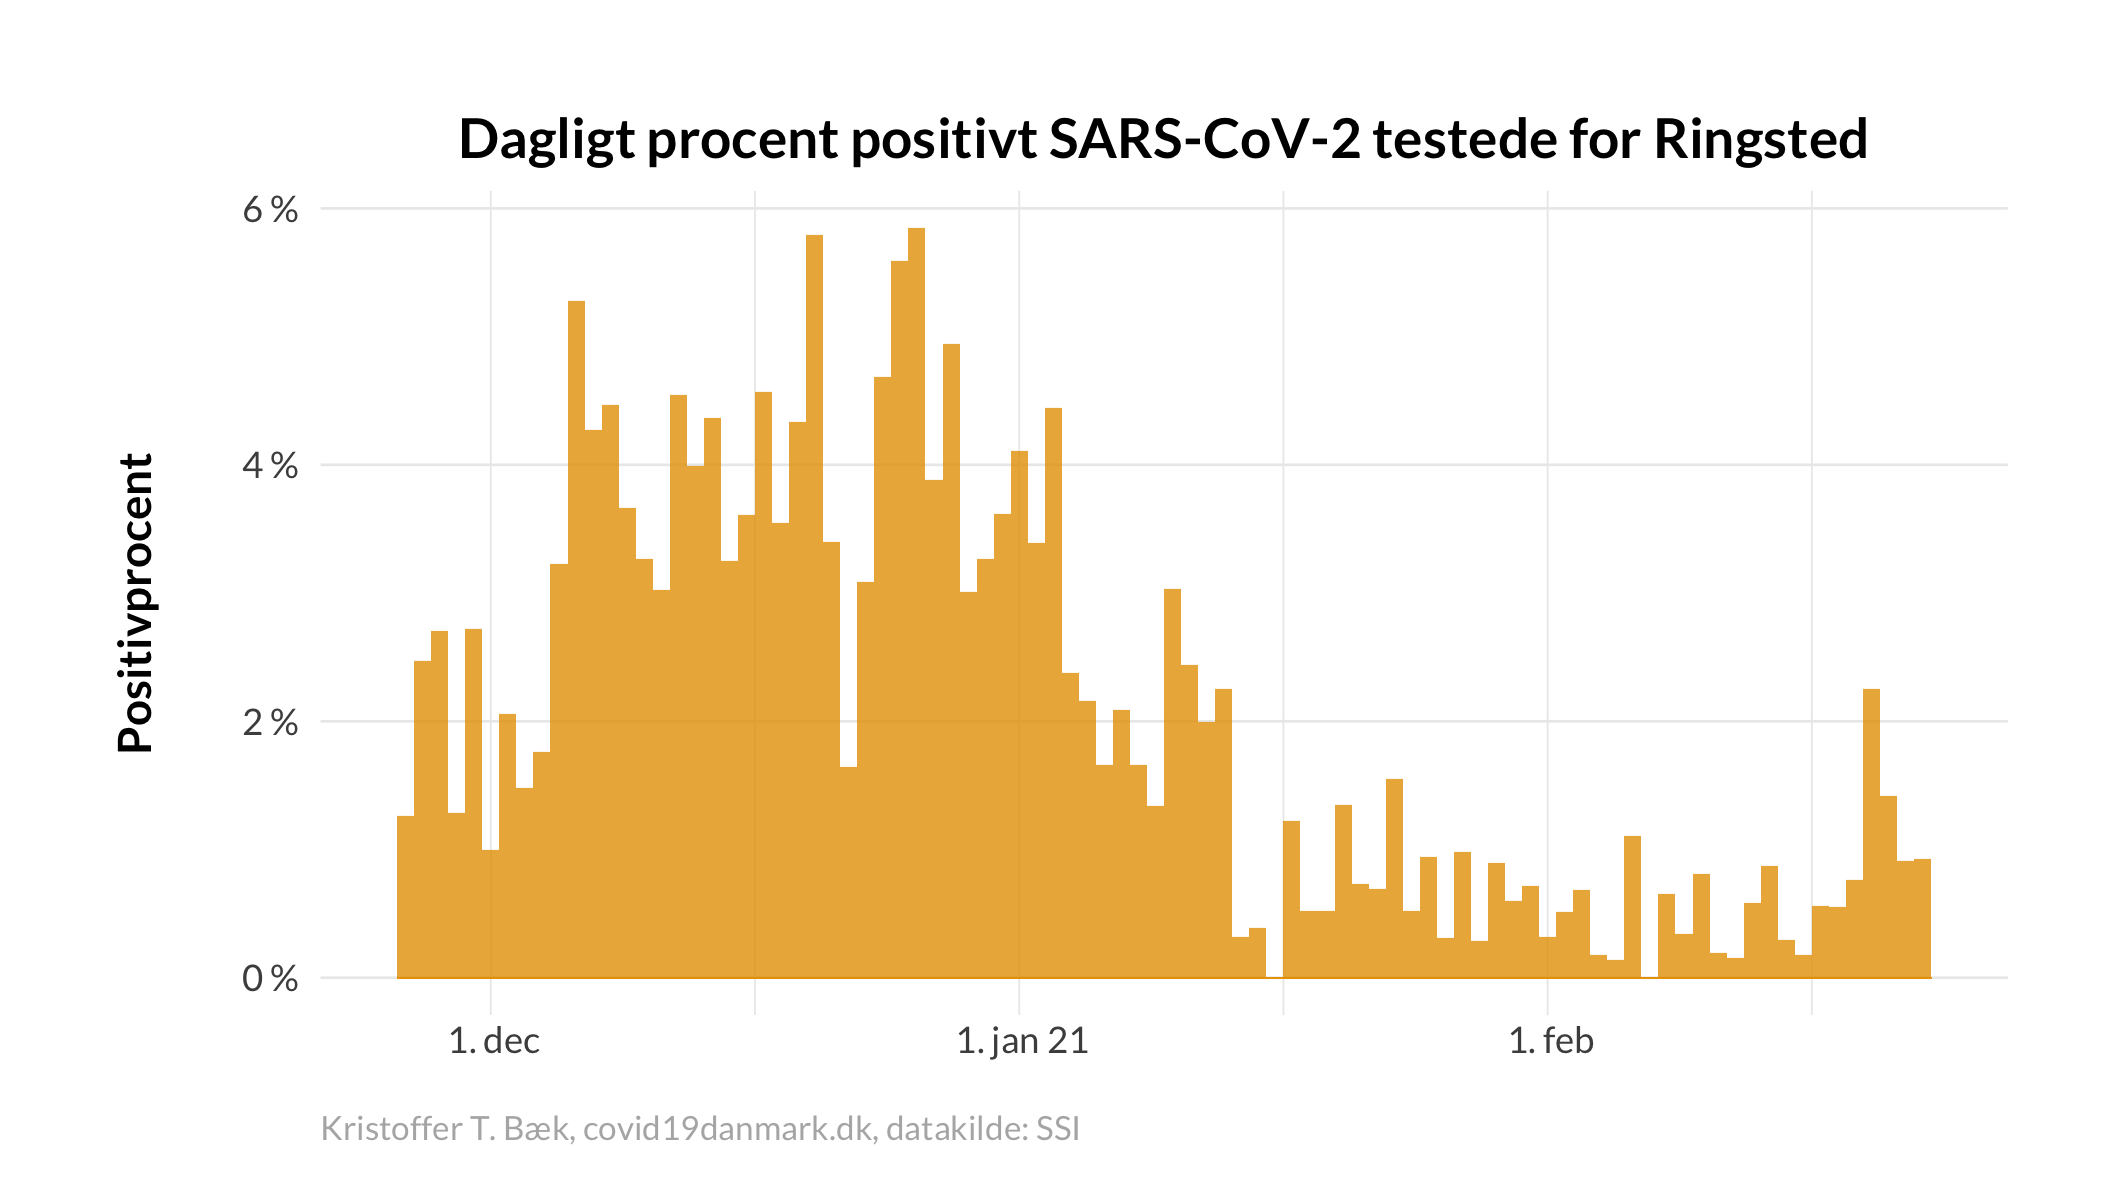 Dagligt procent positivt SARS-CoV-2 testede for Ringsted
Positivprocent
6 %
4 %
2 %
0 %
1. dec
1. jan 21
1. feb
Kristoffer T. Bæk, covid19danmark.dk, datakilde: SSI